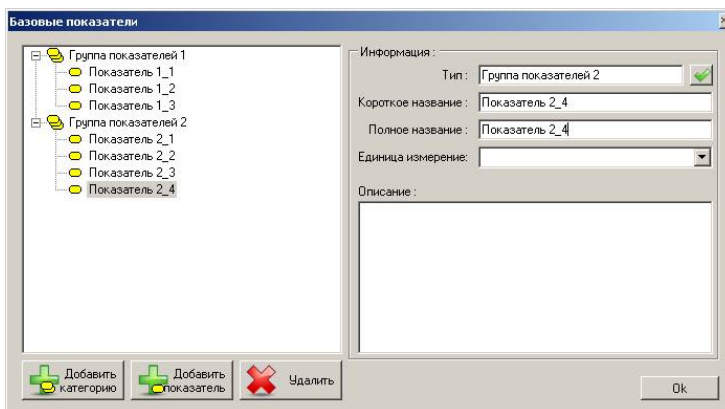 Базовые показатели
Группа показателей 1
Показатель 1_1
Показатель 1_2
Показатель 1_3
Группа показателей 2
Показатель 2_1
Показатель 2_2
Показатель 2_3
Показатель 2_4
Информация :
Тип : Группа показателей 2
Короткое название : Показатель 2_4
Полное название : Показатель 2_4
Единица измерение:
Описание :
Добавить категорию
Добавить показатель
Удалить
Ok